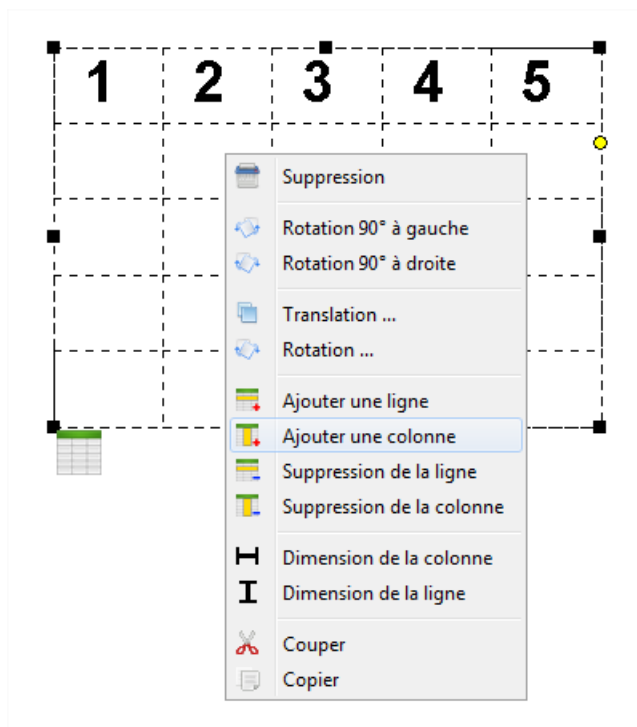 1 2 3 4 5
Suppression
Rotation 90° à gauche
Rotation 90° à droite
Translation ...
Rotation ...
Ajouter une ligne
Ajouter une colonne
Suppression de la ligne
Suppression de la colonne
Dimension de la colonne
Dimension de la ligne
Couper
Copier